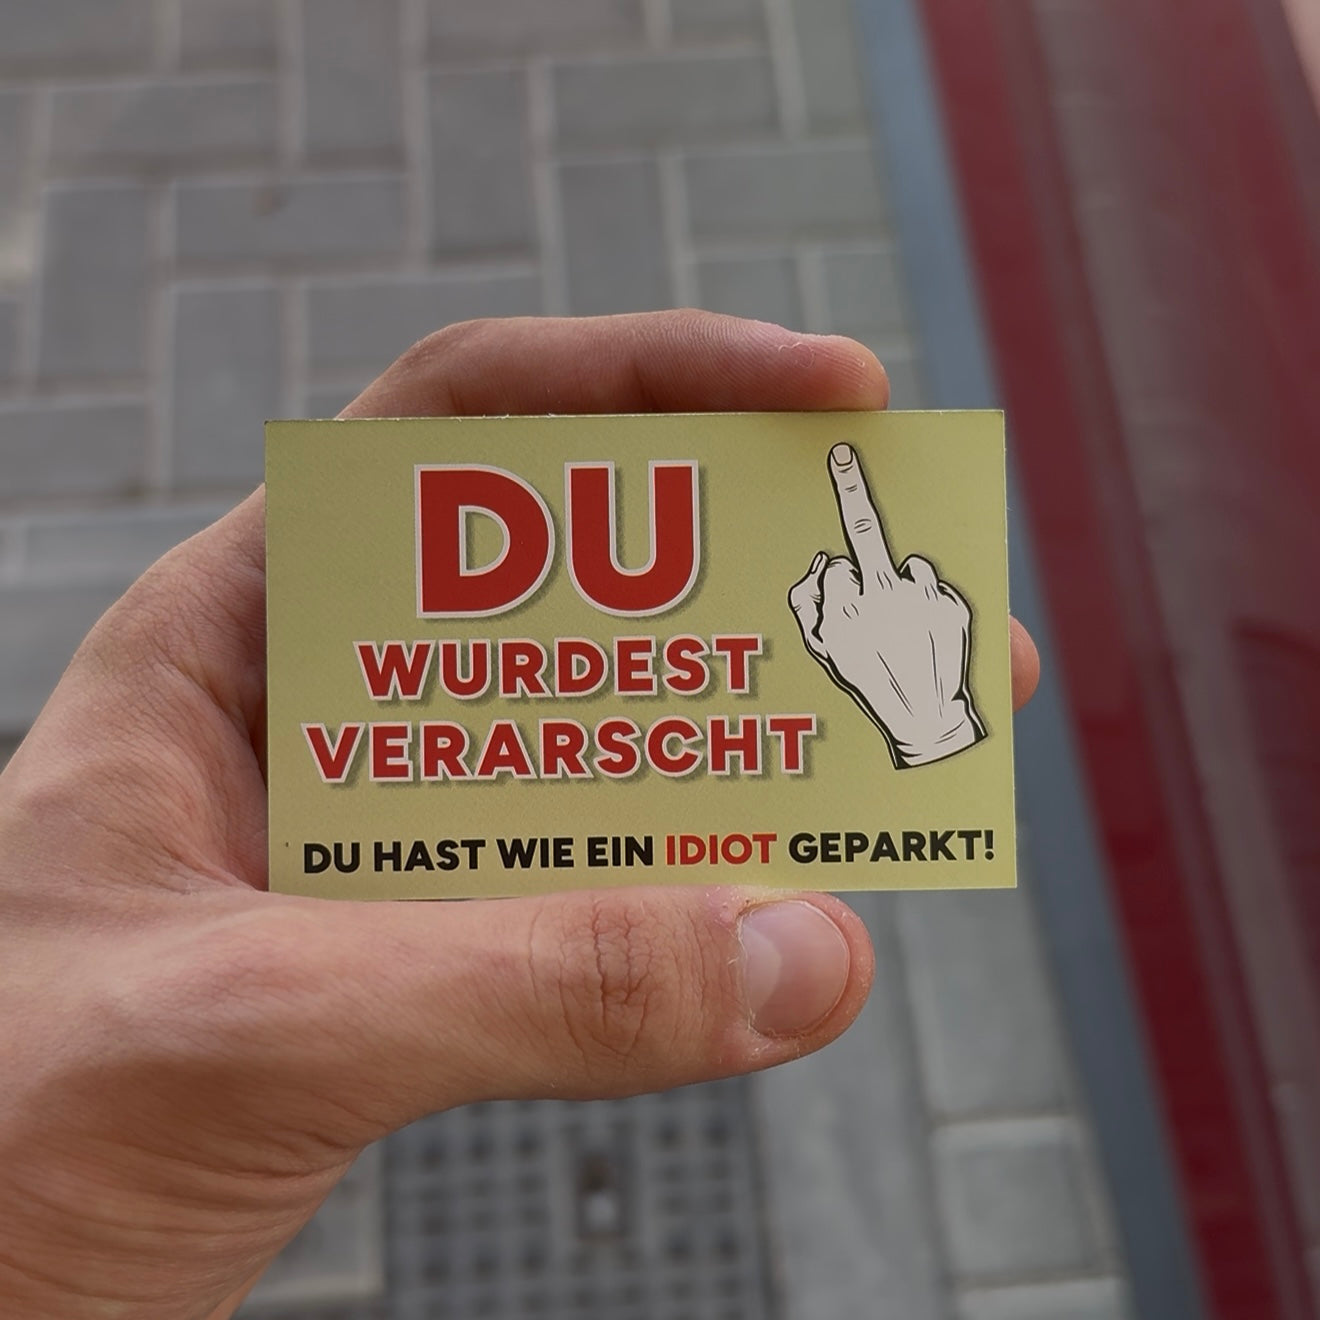 DU
WURDEST
VERARSCHT
DU HAST WIE EIN IDIOT GEPARKT!